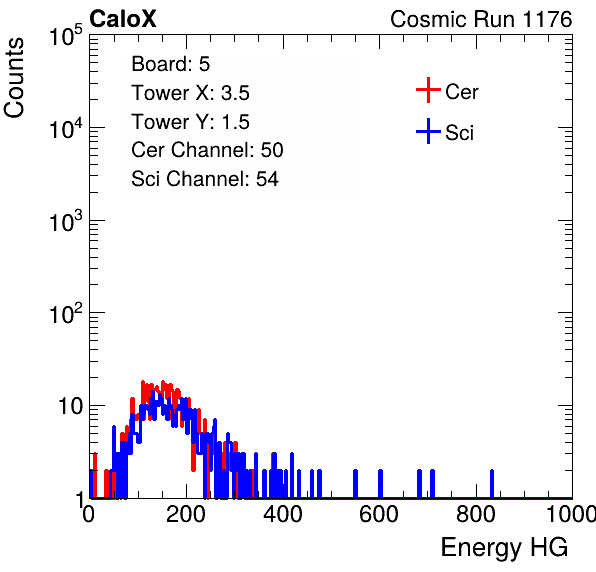 CaloX Cosmic Run 1176
Counts
10^5
10^4
10^3
10^2
10
1
Board: 5
Tower X: 3.5
Tower Y: 1.5
Cer Channel: 50
Sci Channel: 54
Cer
Sci
0 200 400 600 800 1000
Energy HG